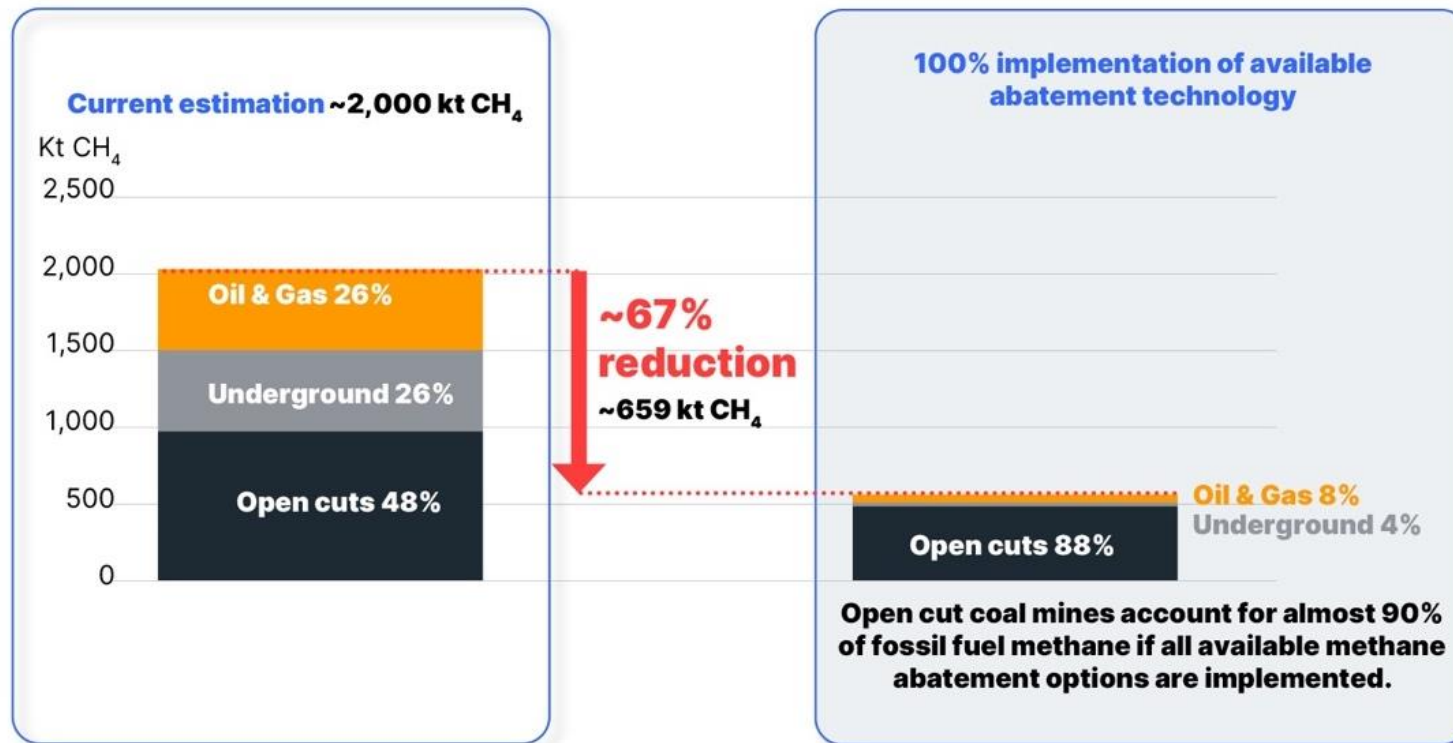 Current estimation ~2,000 kt CH₄
Kt CH₄
2,500
2,000
1,500
1,000
500
0
Oil & Gas 26%
Underground 26%
Open cuts 48%
~67%
reduction
~659 kt CH₄
100% implementation of available
abatement technology
Oil & Gas 8%
Underground 4%
Open cuts 88%
Open cut coal mines account for almost 90%
of fossil fuel methane if all available methane
abatement options are implemented.